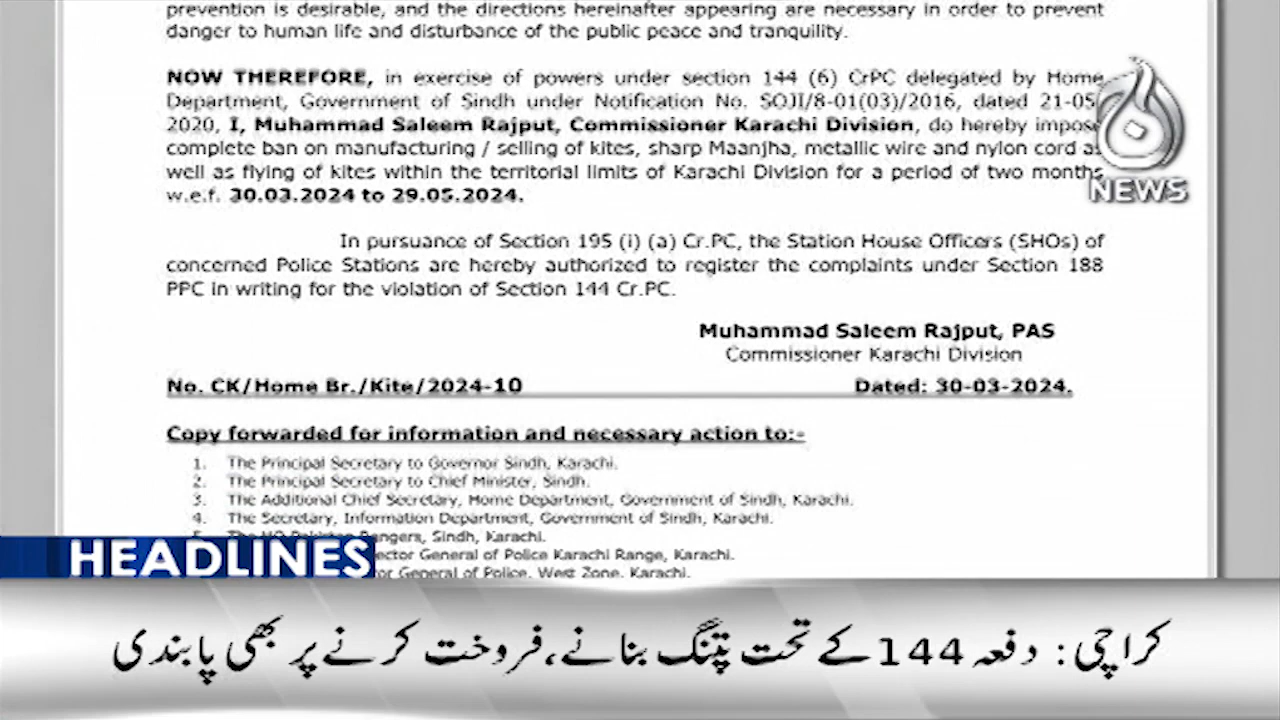 prevention is desirable, and the directions hereinafter appearing are necessary in order to prevent
danger to human life and disturbance of the public peace and tranquility.
NOW THEREFORE, in exercise of powers under section 144 (6) CrPC delegated by Home
Department, Government of Sindh under Notification No. SOJI/8-01(03)/2016, dated 21-05
2020, I, Muhammad Saleem Rajput, Commissioner Karachi Division, do hereby impose
complete ban on manufacturing / selling of kites, sharp Maanjha, metallic wire and nylon cord as
well as flying of kites within the territorial limits of Karachi Division for a period of two months
w.e.f. 30.03.2024 to 29.05.2024.
In pursuance of Section 195 (i) (a) Cr.PC, the Station House Officers (SHOs) of
concerned Police Stations are hereby authorized to register the complaints under Section 188
PPC in writing for the violation of Section 144 Cr.PC.
Muhammad Saleem Rajput, PAS
Commissioner Karachi Division
No. CK/Home Br./Kite/2024-10 Dated: 30-03-2024.
Copy forwarded for information and necessary action to:-
1. The Principal Secretary to Governor Sindh, Karachi.
2. The Principal Secretary to Chief Minister, Sindh.
3. The Additional Chief Secretary, Home Department, Government of Sindh, Karachi.
4. The Secretary, Information Department, Government of Sindh, Karachi.
Rangers, Sindh, Karachi.
ector General of Police Karachi Range, Karachi.
or General of Police, West Zone, Karachi.
NEWS
HEADLINES
کراچی: دفعہ 144 کے تحت پتنگ بنانے، فروخت کرنے پر بھی پابندی